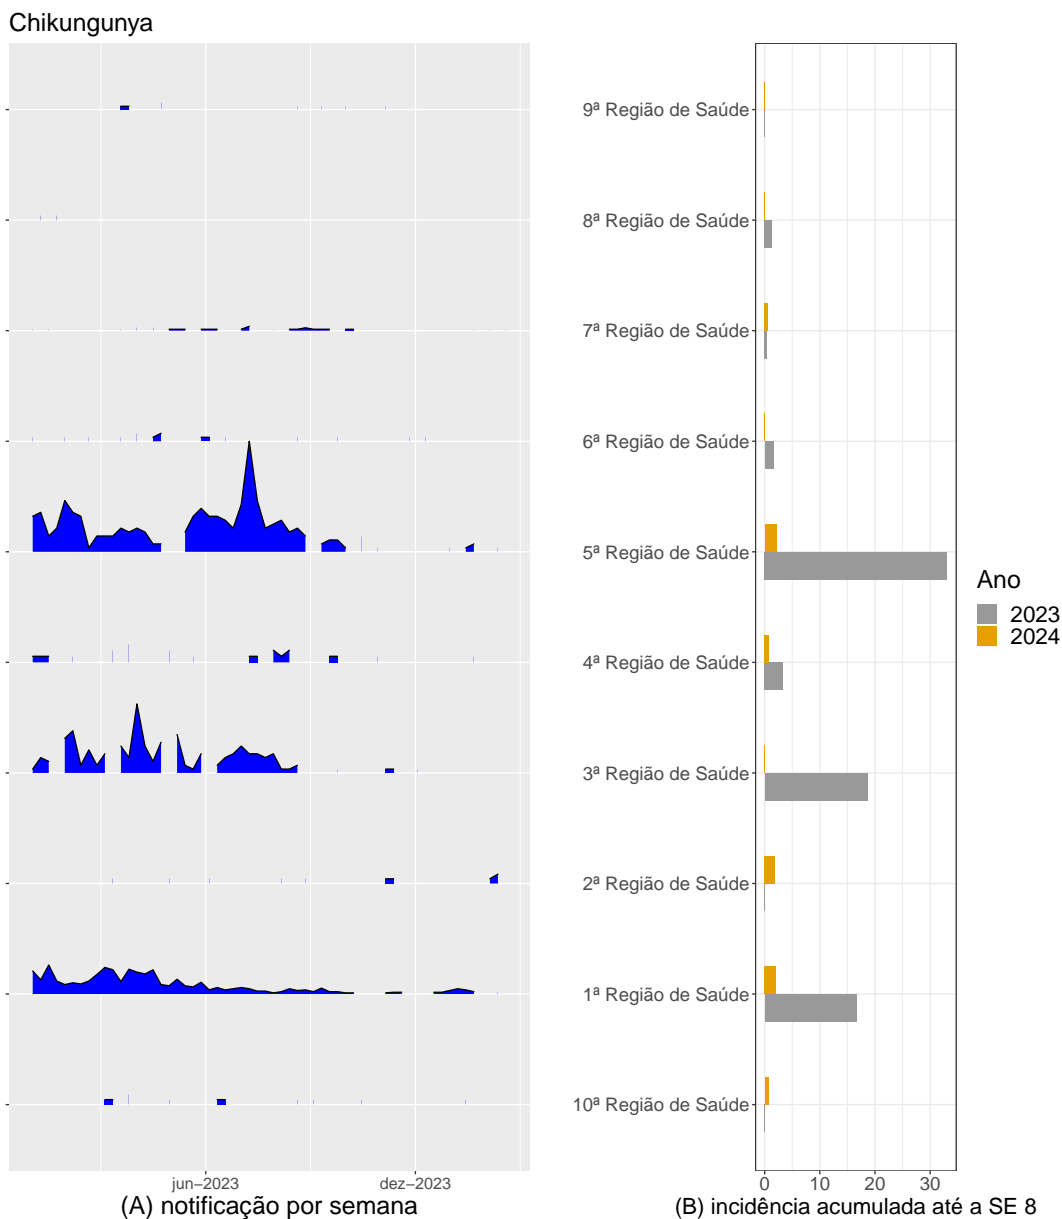 Chikungunya
9ª Região de Saúde
8ª Região de Saúde
7ª Região de Saúde
6ª Região de Saúde
5ª Região de Saúde
4ª Região de Saúde
3ª Região de Saúde
2ª Região de Saúde
1ª Região de Saúde
10ª Região de Saúde
jun−2023
dez−2023
(A) notificação por semana
0
10
20
30
(B) incidência acumulada até a SE 8
Ano
2023
2024